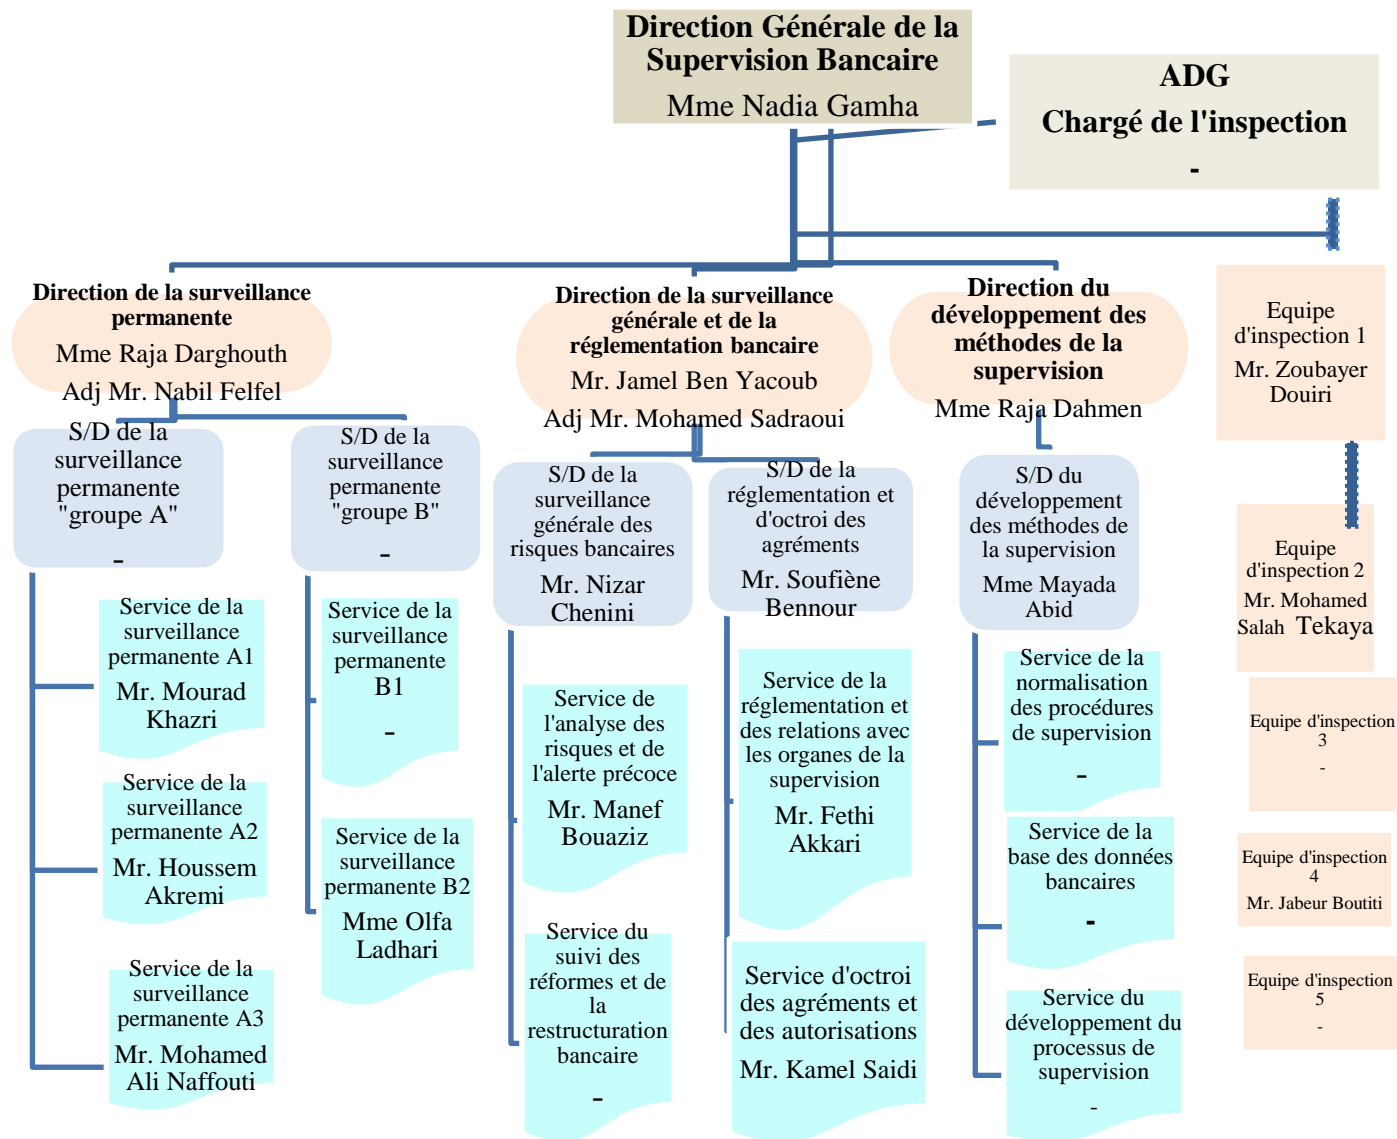 Direction Générale de la
Supervision Bancaire
Mme Nadia Gamha
ADG
Chargé de l'inspection
-
Direction de la surveillance
permanente
Mme Raja Darghouth
Adj Mr. Nabil Felfel
Direction de la surveillance
générale et de la
réglementation bancaire
Mr. Jamel Ben Yacoub
Adj Mr. Mohamed Sadraoui
Direction du
développement des
méthodes de la
supervision
Mme Raja Dahmen
Equipe
d'inspection 1
Mr. Zoubayer
Douiri
S/D de la
surveillance
permanente
"groupe A"
-
S/D de la
surveillance
permanente
"groupe B"
-
S/D de la
surveillance
générale des
risques bancaires
Mr. Nizar
Chenini
S/D de la
réglementation et
d'octroi des
agréments
Mr. Soufiène
Bennour
S/D du
développement
des méthodes de
la supervision
Mme Mayada
Abid
Equipe
d'inspection 2
Mr. Mohamed
Salah Tekaya
Service de la
surveillance
permanente A1
Mr. Mourad
Khazri
Service de la
surveillance
permanente
B1
-
Service de
l'analyse des
risques et de
l'alerte précoce
Mr. Manef
Bouaziz
Service de la
réglementation et
des relations avec
les organes de la
supervision
Mr. Fethi
Akkari
Service de la
normalisation
des procédures
de supervision
-
Equipe d'inspection
3
-
Service de la
surveillance
permanente A2
Mr. Houssem
Akremi
Service de la
surveillance
permanente B2
Mme Olfa
Ladhari
Service de la
base des données
bancaires
-
Equipe d'inspection
4
Mr. Jabeur Boutiti
Service de la
surveillance
permanente A3
Mr. Mohamed
Ali Naffouti
Service du
suivi des
réformes et de
la
restructuration
bancaire
-
Service d'octroi
des agréments et
des autorisations
Mr. Kamel Saidi
Service du
développement du
processus de
supervision
-
Equipe d'inspection
5
-